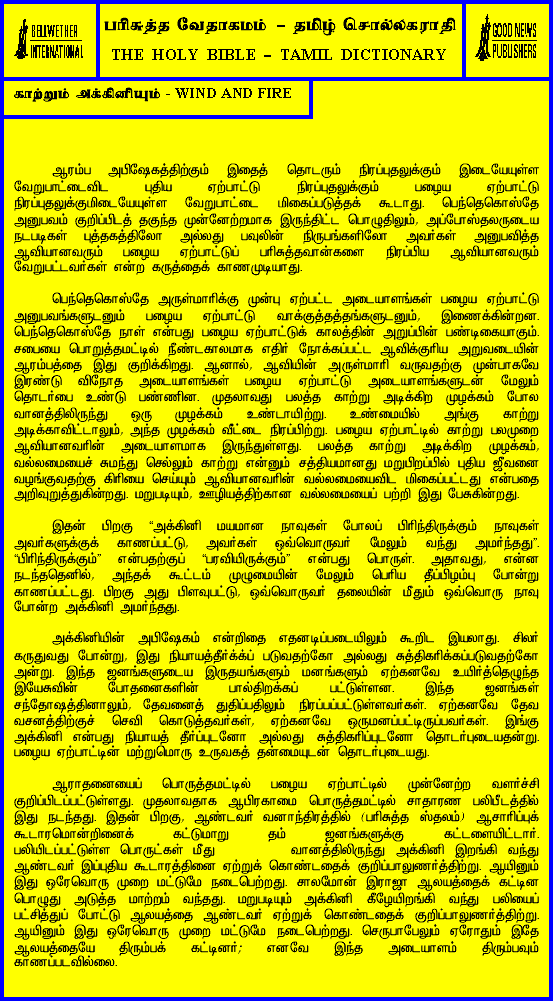 BELLWETHER
INTERNATIONAL
பரிசுத்த வேதாகமம் – தமிழ் சொல்லகராதி
THE HOLY BIBLE – TAMIL DICTIONARY
GOOD NEWS
PUBLISHERS
காற்றும் அக்கினியும் - WIND AND FIRE
ஆரம்ப அபிஷேகத்திற்கும் இதைத் தொடரும் நிரப்புதலுக்கும் இடையேயுள்ள
வேறுபாட்டைவிட புதிய ஏற்பாட்டு நிரப்புதலுக்கும் பழைய ஏற்பாட்டு
நிரப்புதலுக்குமிடையேயுள்ள வேறுபாட்டை மிகைப்படுத்தக் கூடாது. பெந்தெகொஸ்தே
அனுபவம் குறிப்பிடத் தகுந்த முன்னேற்றமாக இருந்திட்ட பொழுதிலும், அப்போஸ்தலருடைய
நடபடிகள் புத்தகத்திலோ அல்லது பவுலின் நிருபங்களிலோ அவர்கள் அனுபவித்த
ஆவியானவரும் பழைய ஏற்பாட்டுப் பரிசுத்தவான்களை நிரப்பிய ஆவியானவரும்
வேறுபட்டவர்கள் என்ற கருத்தைக் காணமுடியாது.
பெந்தெகொஸ்தே அருள்மாரிக்கு முன்பு ஏற்பட்ட அடையாளங்கள் பழைய ஏற்பாட்டு
அனுபவங்களுடனும் பழைய ஏற்பாட்டு வாக்குத்தத்தங்களுடனும், இணைக்கின்றன.
பெந்தெகொஸ்தே நாள் என்பது பழைய ஏற்பாட்டுக் காலத்தின் அறுப்பின் பண்டிகையாகும்.
சபையை பொறுத்தமட்டில் நீண்டகாலமாக எதிர் நோக்கப்பட்ட ஆவிக்குரிய அறுவடையின்
ஆரம்பத்தை இது குறிக்கிறது. ஆனால், ஆவியின் அருள்மாரி வருவதற்கு முன்பாகவே
இரண்டு விநோத அடையாளங்கள் பழைய ஏற்பாட்டு அடையாளங்களுடன் மேலும்
தொடர்பை உண்டு பண்ணின. முதலாவது பலத்த காற்று அடிக்கிற முழக்கம் போல
வானத்திலிருந்து ஒரு முழக்கம் உண்டாயிற்று. உண்மையில் அங்கு காற்று
அடிக்காவிட்டாலும், அந்த முழக்கம் வீட்டை நிரப்பிற்று. பழைய ஏற்பாட்டில் காற்று பலமுறை
ஆவியானவரின் அடையாளமாக இருந்துள்ளது. பலத்த காற்று அடிக்கிற முழக்கம்,
வல்லமையைச் சுமந்து செல்லும் காற்று என்னும் சத்தியமானது மறுபிறப்பில் புதிய ஜீவனை
வழங்குவதற்கு கிரியை செய்யும் ஆவியானவரின் வல்லமையைவிட மிகைப்பட்டது என்பதை
அறிவுறுத்துகின்றது. மறுபடியும், ஊழியத்திற்கான வல்லமையைப் பற்றி இது பேசுகின்றது.
இதன் பிறகு “அக்கினி மயமான நாவுகள் போலப் பிரிந்திருக்கும் நாவுகள்
அவர்களுக்குக் காணப்பட்டு, அவர்கள் ஒவ்வொருவர் மேலும் வந்து அமர்ந்தது”.
“பிரிந்திருக்கும்” என்பதற்குப் “பரவியிருக்கும்” என்பது பொருள். அதாவது, என்ன
நடந்ததெனில், அந்தக் கூட்டம் முழுமையின் மேலும் பெரிய தீப்பிழம்பு போன்று
காணப்பட்டது. பிறகு அது பிளவுபட்டு, ஒவ்வொருவர் தலையின் மீதும் ஒவ்வொரு நாவு
போன்ற அக்கினி அமர்ந்தது.
அக்கினியின் அபிஷேகம் என்றிதை எதனடிப்படையிலும் கூறிட இயலாது. சிலர்
கருதுவது போன்று, இது நியாயத்தீர்க்கப் படுவதற்கோ அல்லது சுத்திகரிக்கப்படுவதற்கோ
அன்று. இந்த ஜனங்களுடைய இருதயங்களும் மனங்களும் ஏற்கனவே உயிர்த்தெழுந்த
இயேசுவின் போதனைகளின் பால்திறக்கப் பட்டுள்ளன. இந்த ஜனங்கள்
சந்தோஷத்தினாலும், தேவனைத் துதிப்பதிலும் நிரப்பப்பட்டுள்ளவர்கள். ஏற்கனவே தேவ
வசனத்திற்குச் செவி கொடுத்தவர்கள், ஏற்கனவே ஒருமனப்பட்டிருப்பவர்கள். இங்கு
அக்கினி என்பது நியாயத் தீர்ப்புடனோ அல்லது சுத்திகரிப்புடனோ தொடர்புடையதன்று.
பழைய ஏற்பாட்டின் மற்றுமொரு உருவகத் தன்மையுடன் தொடர்புடையது.
ஆராதனையைப் பொருத்தமட்டில் பழைய ஏற்பாட்டில் முன்னேற்ற வளர்ச்சி
குறிப்பிடப்பட்டுள்ளது. முதலாவதாக ஆபிரகாமை பொருத்தமட்டில் சாதாரண பலிபீடத்தில்
இது நடந்தது. இதன் பிறகு, ஆண்டவர் வனாந்திரத்தில் (பரிசுத்த ஸ்தலம்) ஆசாரிப்புக்
கூடாரமொன்றினைக் கட்டுமாறு தம் ஜனங்களுக்கு கட்டளையிட்டார்.
பலியிடப்பட்டுள்ள பொருட்கள் மீது வானத்திலிருந்து அக்கினி இறங்கி வந்து
ஆண்டவர் இப்புதிய கூடாரத்தினை ஏற்றுக் கொண்டதைக் குறிப்பாலுணர்த்திற்று. ஆயினும்
இது ஒரேவொரு முறை மட்டுமே நடைபெற்றது. சாலமோன் இராஜா ஆலயத்தைக் கட்டின
பொழுது அடுத்த மாற்றம் வந்தது. மறுபடியும் அக்கினி கீழேயிறங்கி வந்து பலியைப்
பட்சித்துப் போட்டு ஆலயத்தை ஆண்டவர் ஏற்றுக் கொண்டதைக் குறிப்பாலுணர்த்திற்று.
ஆயினும் இது ஒரேவொரு முறை மட்டுமே நடைபெற்றது. செருபாபேலும் ஏரோதும் இதே
ஆலயத்தையே திரும்பக் கட்டினர்; எனவே இந்த அடையாளம் திரும்பவும்
காணப்படவில்லை.